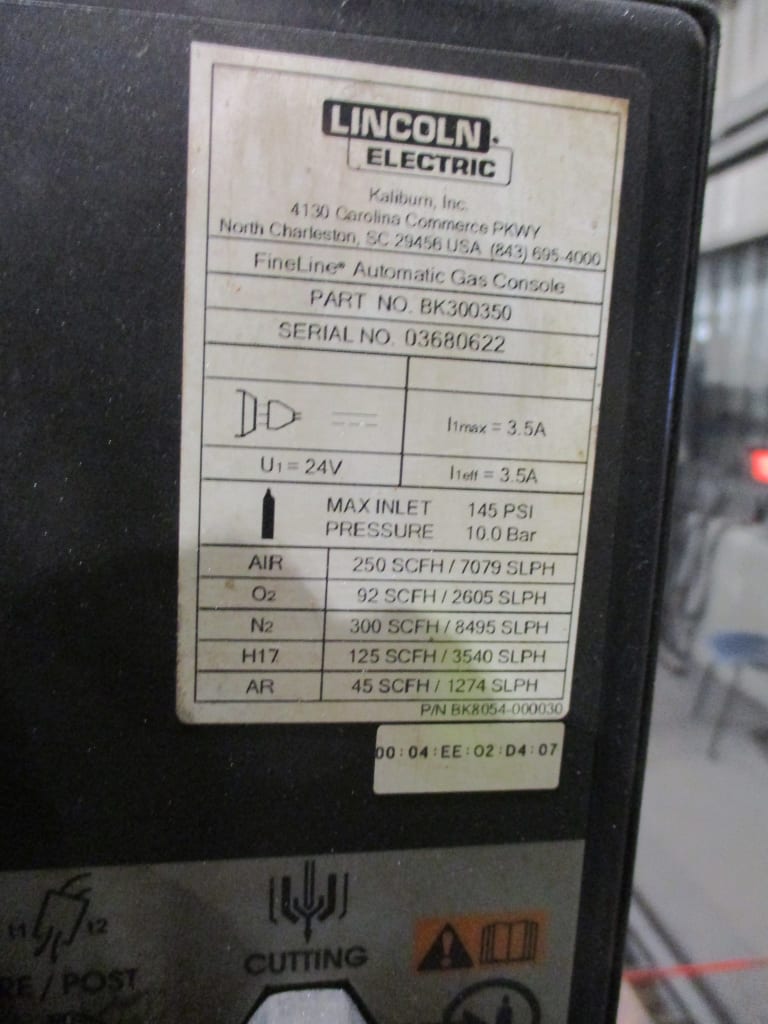 LINCOLN
ELECTRIC
Kaliburn, Inc.
4130 Carolina Commerce PKWY
North Charleston, SC 29456 USA (843) 695-4000
FineLine® Automatic Gas Console
PART NO. BK300350
SERIAL NO. 03680622
I1max = 3.5A
U1 = 24V
I1eff = 3.5A
MAX INLET 145 PSI
PRESSURE 10.0 Bar
AIR 250 SCFH / 7079 SLPH
O2 92 SCFH / 2605 SLPH
N2 300 SCFH / 8495 SLPH
H17 125 SCFH / 3540 SLPH
AR 45 SCFH / 1274 SLPH
P/N BK8054-000030
00:04:EE:02:D4:07
t1 t2
RE / POST
CUTTING